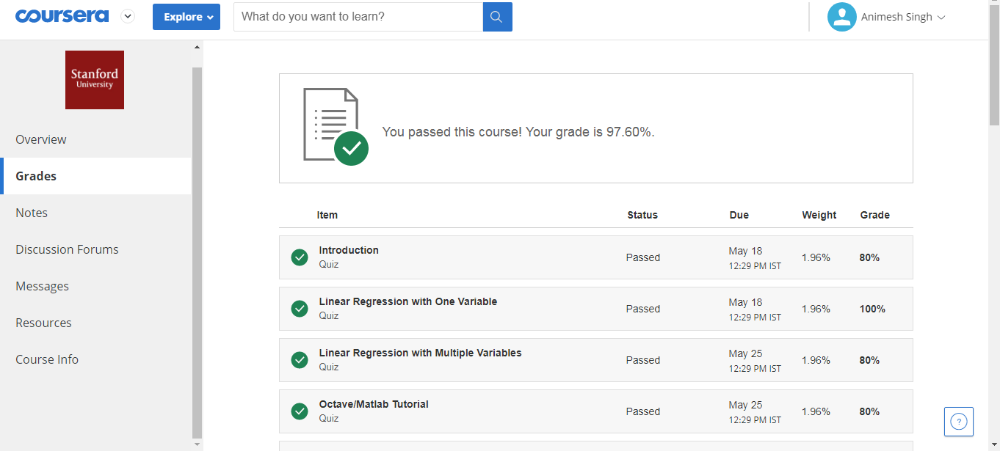 coursera
Explore
What do you want to learn?
Animesh Singh
Stanford
University
Overview
Grades
Notes
Discussion Forums
Messages
Resources
Course Info
You passed this course! Your grade is 97.60%.
Item Status Due Weight Grade
Introduction
Quiz
Passed
May 18
12:29 PM IST
1.96%
80%
Linear Regression with One Variable
Quiz
Passed
May 18
12:29 PM IST
1.96%
100%
Linear Regression with Multiple Variables
Quiz
Passed
May 25
12:29 PM IST
1.96%
80%
Octave/Matlab Tutorial
Quiz
Passed
May 25
12:29 PM IST
1.96%
80%
?